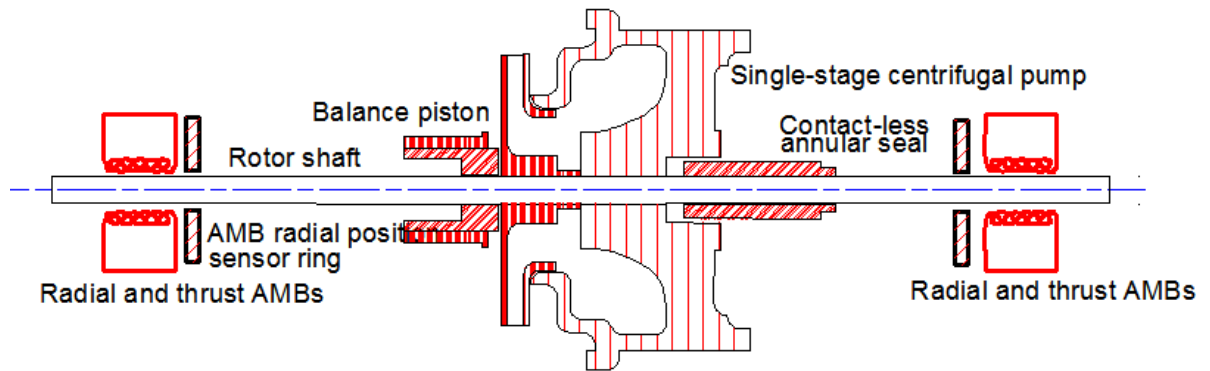 Single-stage centrifugal pump
Balance piston
Contact-less
annular seal
Rotor shaft
AMB radial positi
sensor ring
Radial and thrust AMBs
Radial and thrust AMBs